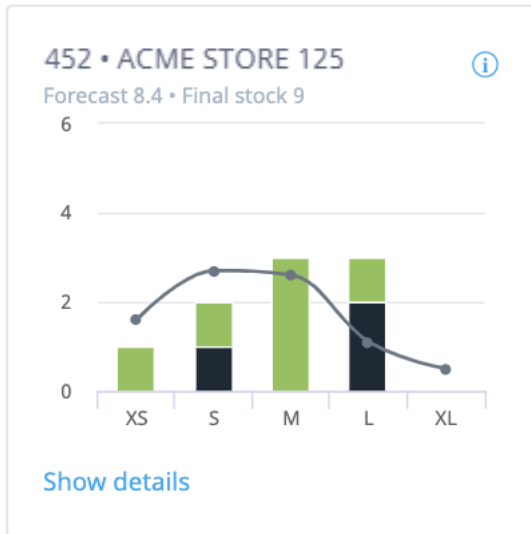 452 • ACME STORE 125
Forecast 8.4 • Final stock 9
6
4
2
0
XS S M L XL
Show details